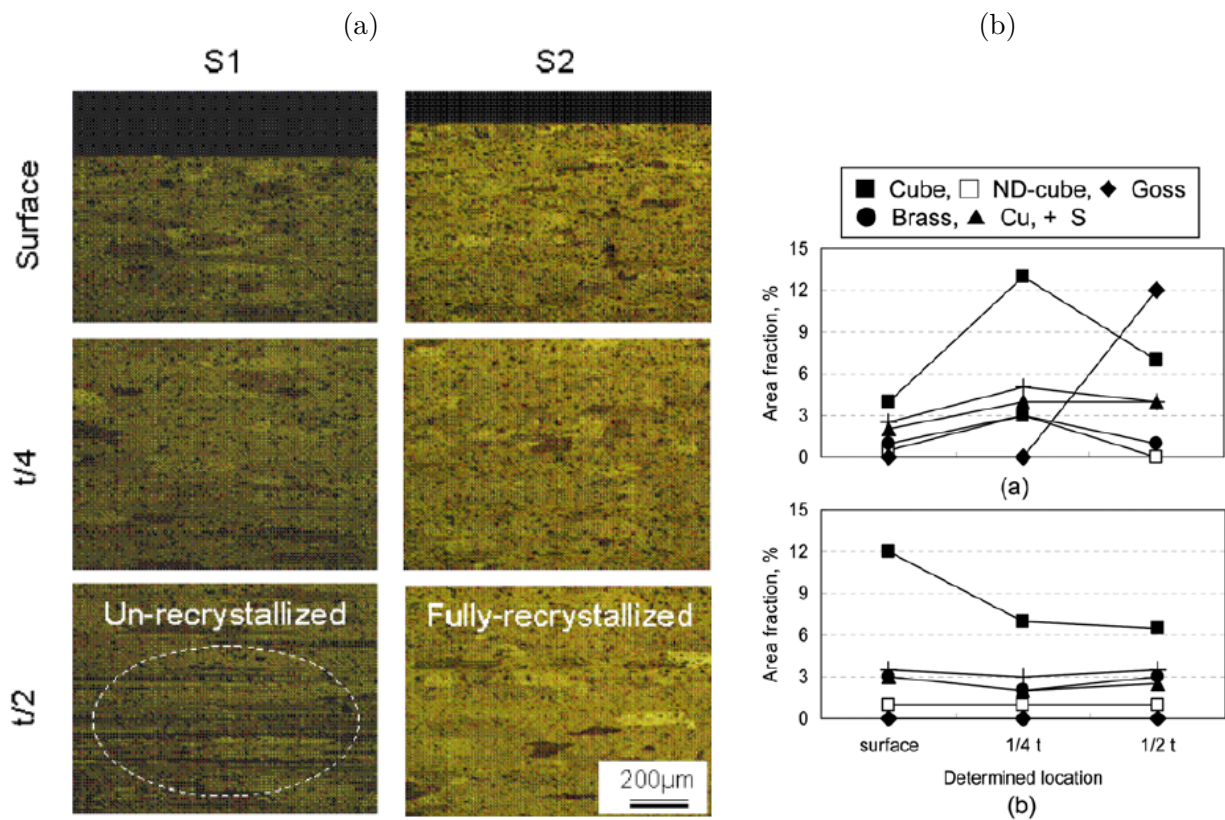 (a)
(b)
S1
S2
Surface
t/4
t/2
Un-recrystallized
Fully-recrystallized
200μm
■ Cube, □ ND-cube, ◆ Goss
● Brass, ▲ Cu, + S
Area fraction, %
15
12
9
6
3
0
(a)
Area fraction, %
15
12
9
6
3
0
surface
1/4 t
1/2 t
Determined location
(b)